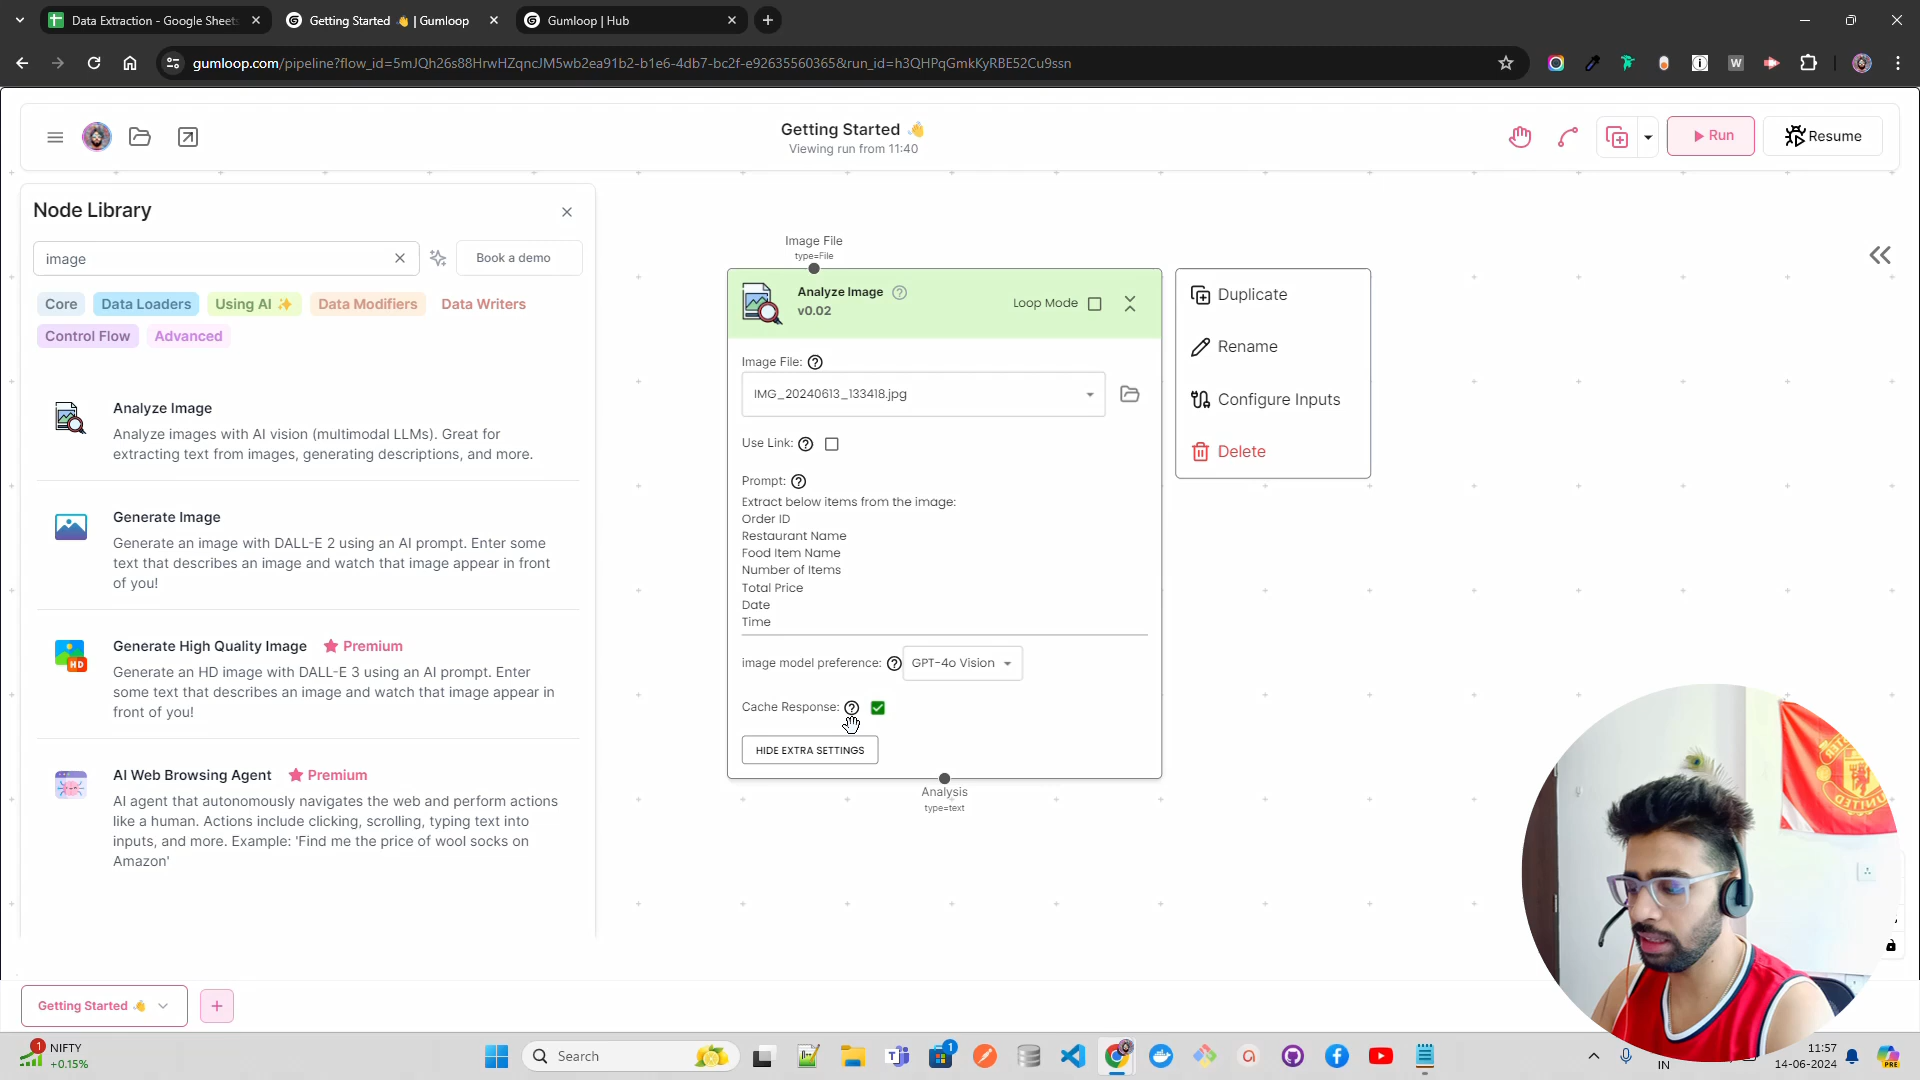 Data Extraction - Google Sheets
Getting Started 👋 | Gumloop
Gumloop | Hub
gumloop.com/pipeline?flow_id=5mJQh26s88HrwHZqncJM5wb2ea91b2-b1e6-4db7-bc2f-e92635560365&run_id=h3QHPqGmkKyRBE52Cu9ssn
Getting Started 👋
Viewing run from 11:40
Run
Resume
Node Library
image
Book a demo
Core
Data Loaders
Using AI ✨
Data Modifiers
Data Writers
Control Flow
Advanced
Analyze Image
Analyze images with AI vision (multimodal LLMs). Great for
extracting text from images, generating descriptions, and more.
Generate Image
Generate an image with DALL-E 2 using an AI prompt. Enter some
text that describes an image and watch that image appear in front
of you!
Generate High Quality Image Premium
Generate an HD image with DALL-E 3 using an AI prompt. Enter
some text that describes an image and watch that image appear in
front of you!
AI Web Browsing Agent Premium
AI agent that autonomously navigates the web and perform actions
like a human. Actions include clicking, scrolling, typing text into
inputs, and more. Example: 'Find me the price of wool socks on
Amazon'
Image File
type=File
Analyze Image
v0.02
Loop Mode
Image File:
IMG_20240613_133418.jpg
Use Link:
Prompt:
Extract below items from the image:
Order ID
Restaurant Name
Food Item Name
Number of Items
Total Price
Date
Time
image model preference: GPT-4o Vision
Cache Response:
HIDE EXTRA SETTINGS
Analysis
type=text
Duplicate
Rename
Configure Inputs
Delete
UNITED
Getting Started 👋
NIFTY
+0.15%
Search
IN
11:57
14-06-2024